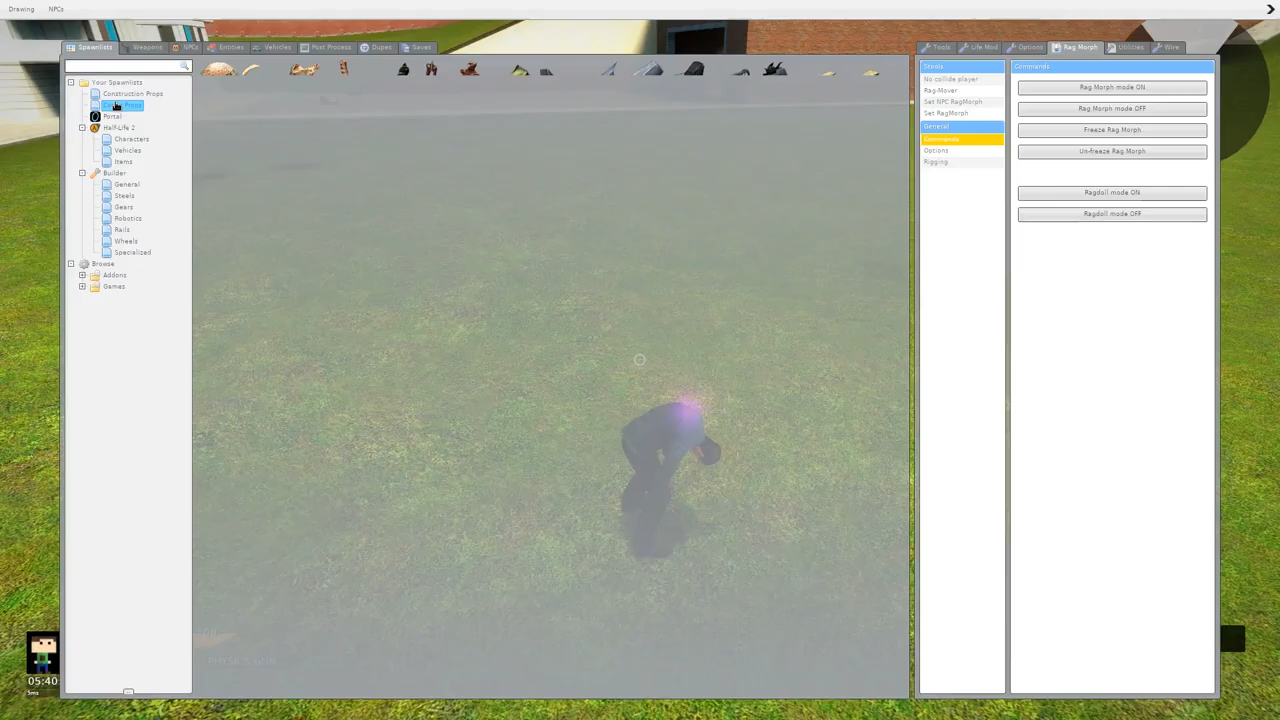 Drawing NPCs
Spawnlists Weapons NPCs Entities Vehicles Post Process Dupes Saves
Your Spawnlists
Construction Props
Props
Portal
Half-Life 2
Characters
Vehicles
Items
Builder
General
Steels
Gears
Robotics
Rails
Wheels
Specialized
Browse
Addons
Games
Tools Life Mod Options Rag Morph Utilities Wire
Stools
No collide player
Rag-Mover
Set NPC RagMorph
Set RagMorph
General
Commands
Options
Rigging
Commands
Rag Morph mode ON
Rag Morph mode OFF
Freeze Rag Morph
Un-freeze Rag Morph
Ragdoll mode ON
Ragdoll mode OFF
PHYSICS GUN
05:40